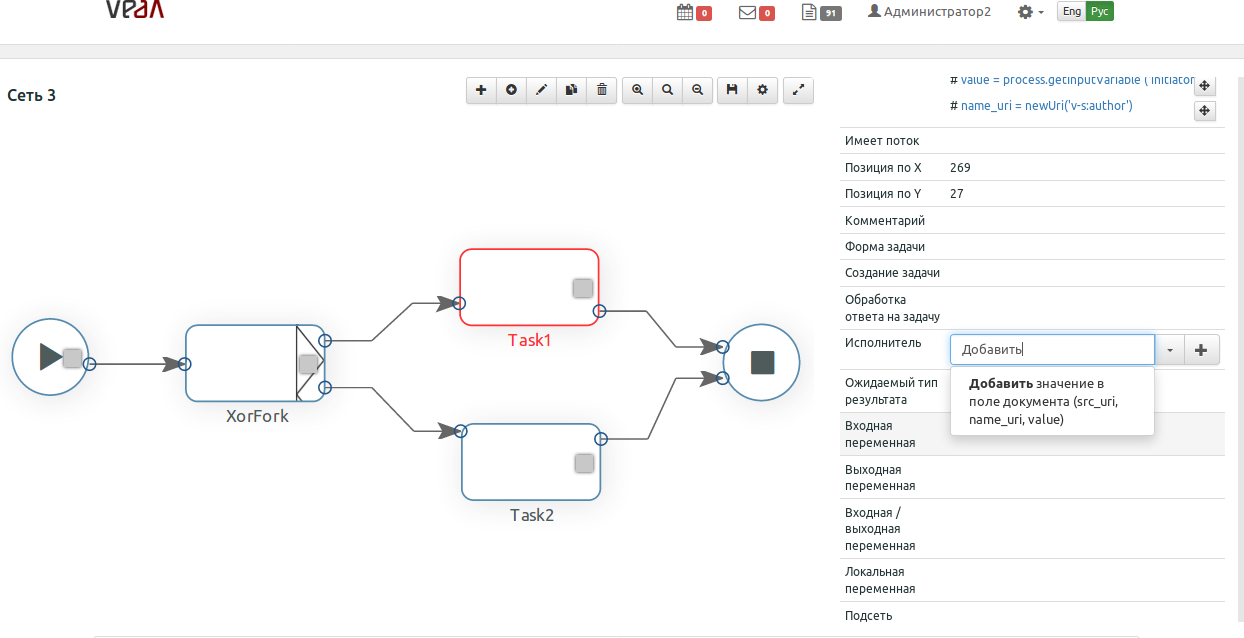 veda
0
0
91
Администратор2
Eng
Рус
Сеть 3
# value = process.getInputVariable ('initiator
# name_uri = newUri('v-s:author')
Имеет поток
Позиция по X 269
Позиция по Y 27
Комментарий
Форма задачи
Создание задачи
Обработка
ответа на задачу
Исполнитель
Добавить
Добавить значение в
поле документа (src_uri,
name_uri, value)
Ожидаемый тип
результата
Входная
переменная
Выходная
переменная
Входная /
выходная
переменная
Локальная
переменная
Подсеть
Task1
XorFork
Task2